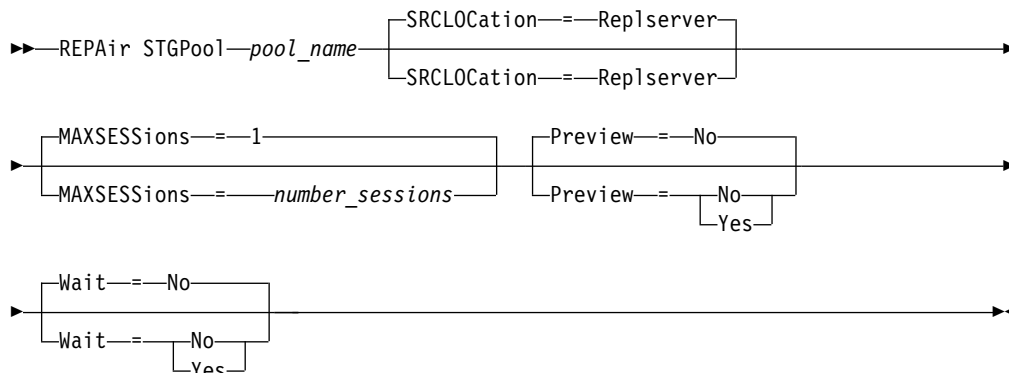 SRCLOCation = Replserver
REPAir STGPool pool_name
SRCLOCation = Replserver
MAXSESSions = 1 Preview = No
MAXSESSions = number_sessions Preview = No
Yes
Wait = No
Wait = No
Yes